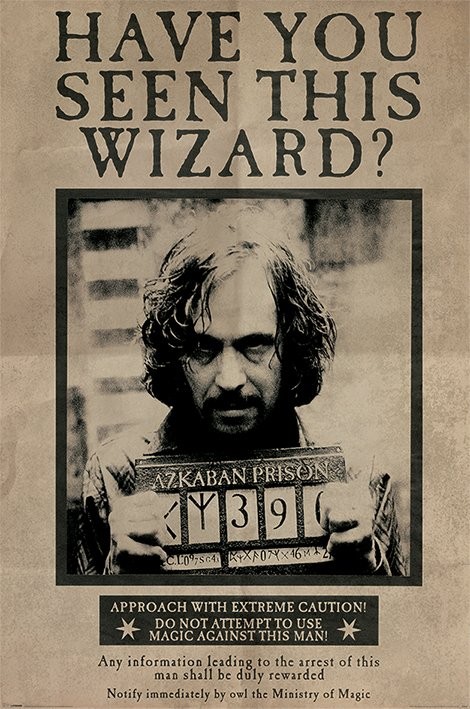 HAVE YOU
SEEN THIS
WIZARD?
AZKABAN PRISON
390
APPROACH WITH EXTREME CAUTION!
DO NOT ATTEMPT TO USE
MAGIC AGAINST THIS MAN!
Any information leading to the arrest of this
man shall be duly rewarded
Notify immediately by owl the Ministry of Magic